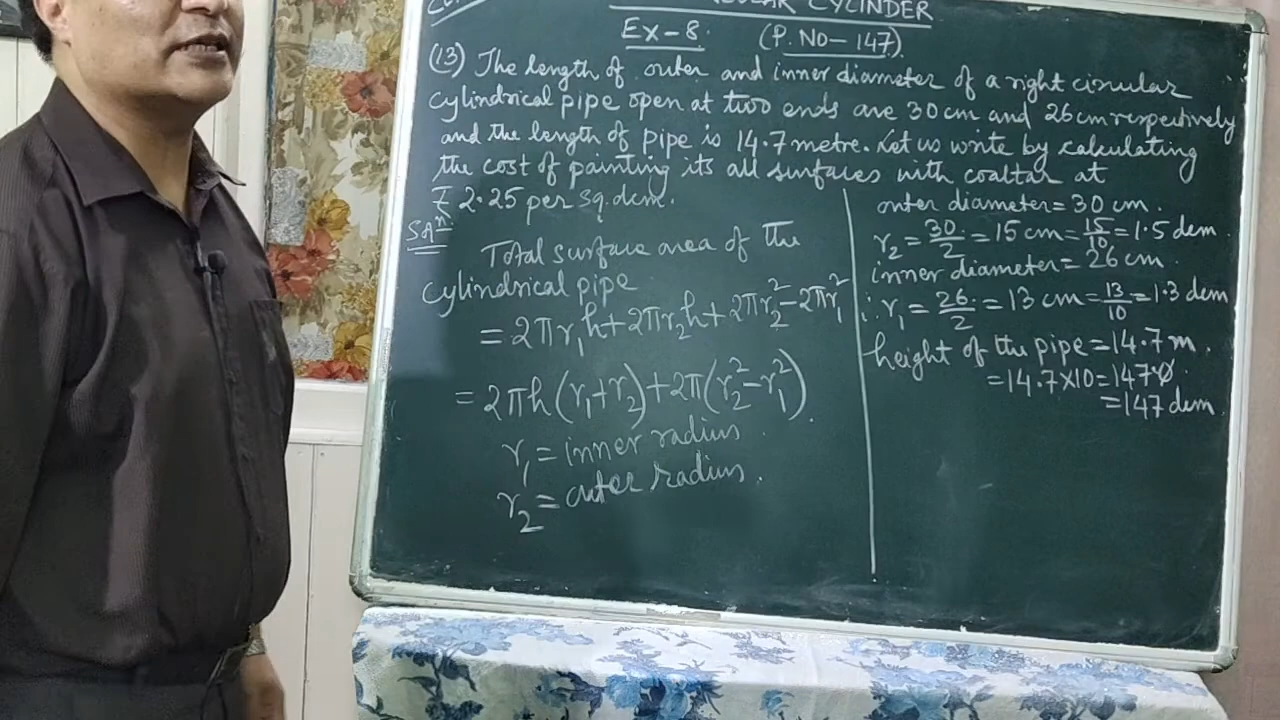 CYLINDER
Ex-8. (P. NO-147).
(13) The length of outer and inner diameter of a right circular
cylindrical pipe open at two ends are 30 cm and 26 cm respectively
and the length of pipe is 14.7 metre. Let us write by calculating
the cost of painting its all surfaces with coaltar at
₹ 2.25 per sq. dcm.
Solⁿ
Total surface area of the
cylindrical pipe
= 2πr₁h + 2πr₂h + 2πr₂² - 2πr₁²
= 2πh(r₁+r₂) + 2π(r₂²-r₁²).
r₁ = inner radius
r₂ = outer radius.
outer diameter = 30 cm.
r₂ = 30/2 = 15 cm = 15/10 = 1.5 dcm.
inner diameter = 26 cm.
∴ r₁ = 26/2 = 13 cm = 13/10 = 1.3 dcm
height of the pipe = 14.7 m.
= 14.7×10 = 147
= 147 dcm